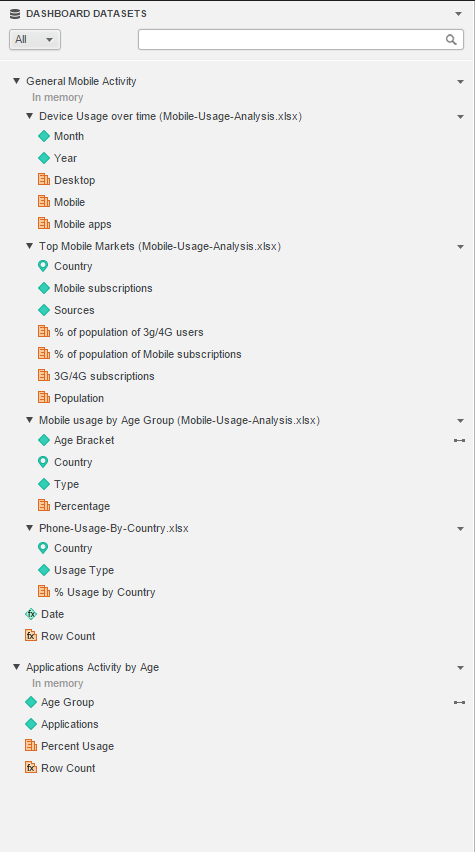 DASHBOARD DATASETS
All
General Mobile Activity
In memory
Device Usage over time (Mobile-Usage-Analysis.xlsx)
Month
Year
Desktop
Mobile
Mobile apps
Top Mobile Markets (Mobile-Usage-Analysis.xlsx)
Country
Mobile subscriptions
Sources
% of population of 3g/4G users
% of population of Mobile subscriptions
3G/4G subscriptions
Population
Mobile usage by Age Group (Mobile-Usage-Analysis.xlsx)
Age Bracket
Country
Type
Percentage
Phone-Usage-By-Country.xlsx
Country
Usage Type
% Usage by Country
fx Date
fx Row Count
Applications Activity by Age
In memory
Age Group
Applications
Percent Usage
fx Row Count